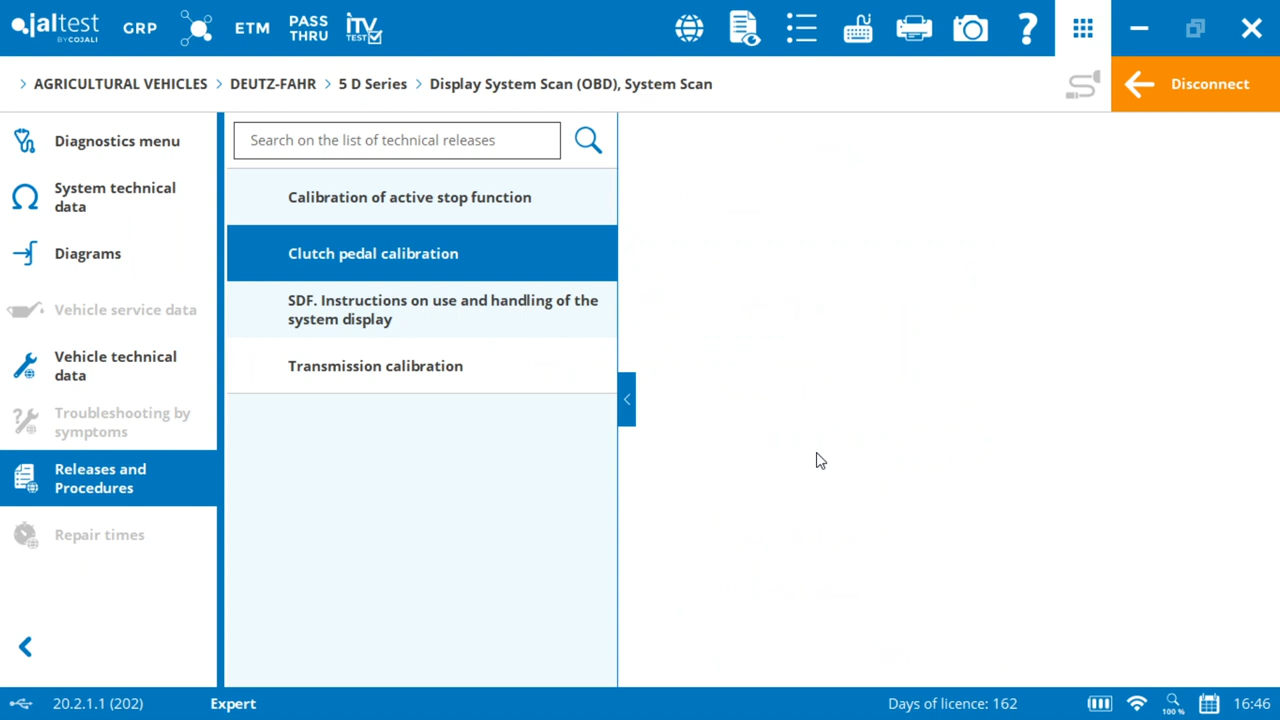 jaltest
BY COJALI
GRP
ETM
PASS
THRU
iTV
TEST
?
AGRICULTURAL VEHICLES
DEUTZ-FAHR
5 D Series
Display System Scan (OBD), System Scan
Disconnect
Diagnostics menu
System technical
data
Diagrams
Vehicle service data
Vehicle technical
data
Troubleshooting by
symptoms
Releases and
Procedures
Repair times
Search on the list of technical releases
Calibration of active stop function
Clutch pedal calibration
SDF. Instructions on use and handling of the
system display
Transmission calibration
20.2.1.1 (202)
Expert
Days of licence: 162
100 %
16:46